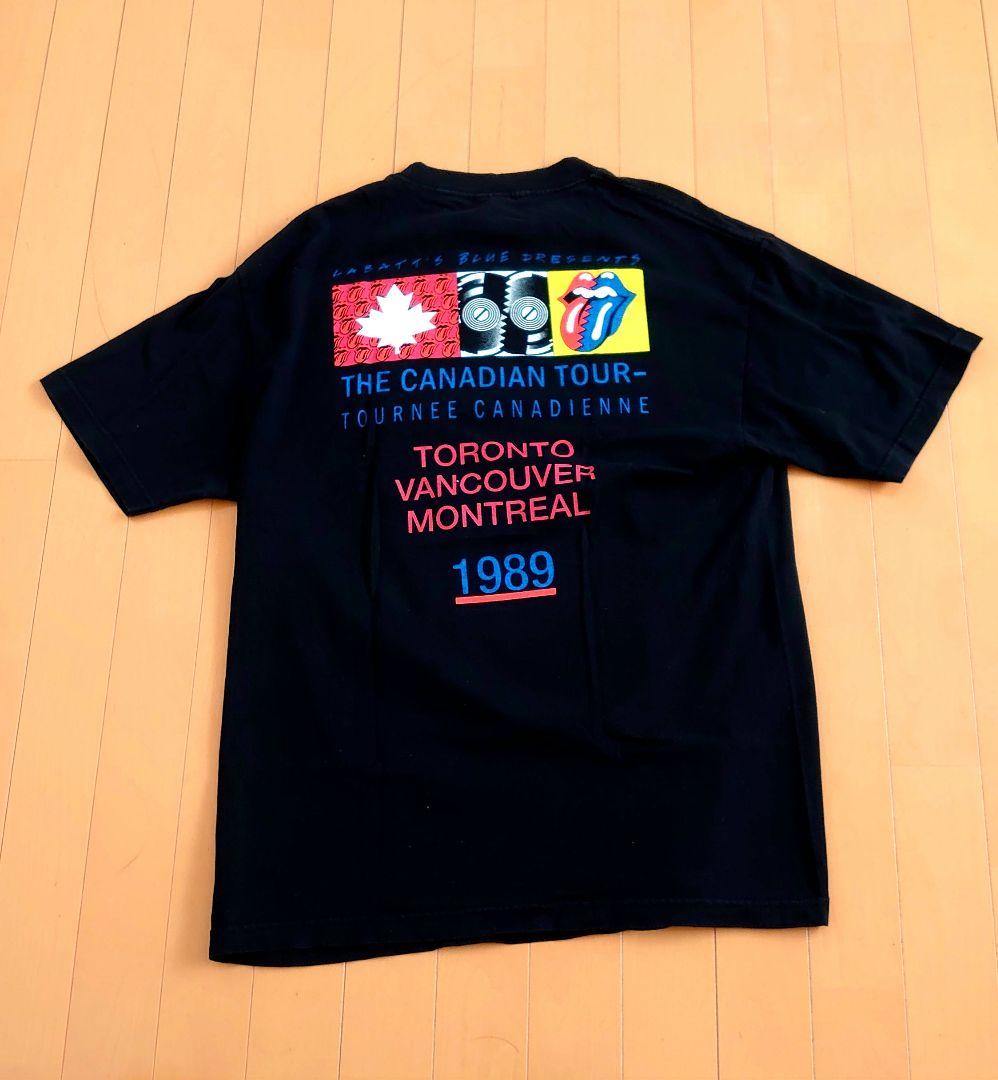 LABATT'S BLUE PRESENTS
THE CANADIAN TOUR–
TOURNEE CANADIENNE
TORONTO
VANCOUVER
MONTREAL
1989